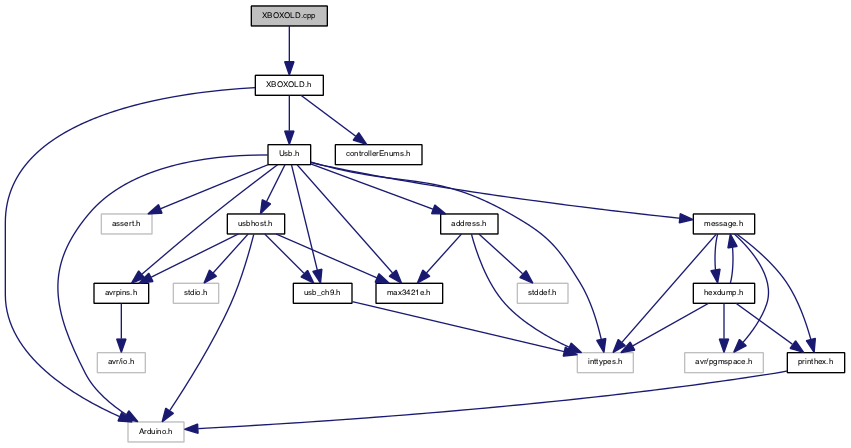 XBOXOLD.cpp
XBOXOLD.h
Usb.h
controllerEnums.h
assert.h
usbhost.h
address.h
message.h
avrpins.h
stdio.h
usb_ch9.h
max3421e.h
stddef.h
hexdump.h
avr/io.h
inttypes.h
avr/pgmspace.h
printhex.h
Arduino.h